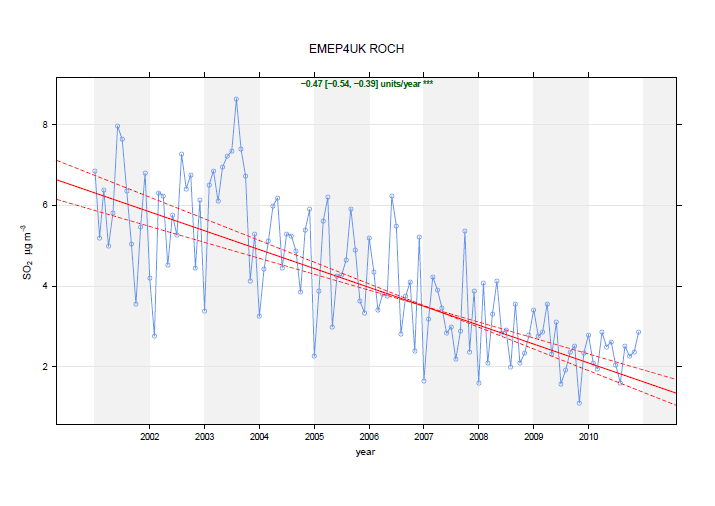 EMEP4UK ROCH
−0.47 [−0.54, −0.39] units/year ***
8
6
4
2
SO₂ µg m⁻³
2002 2003 2004 2005 2006 2007 2008 2009 2010
year